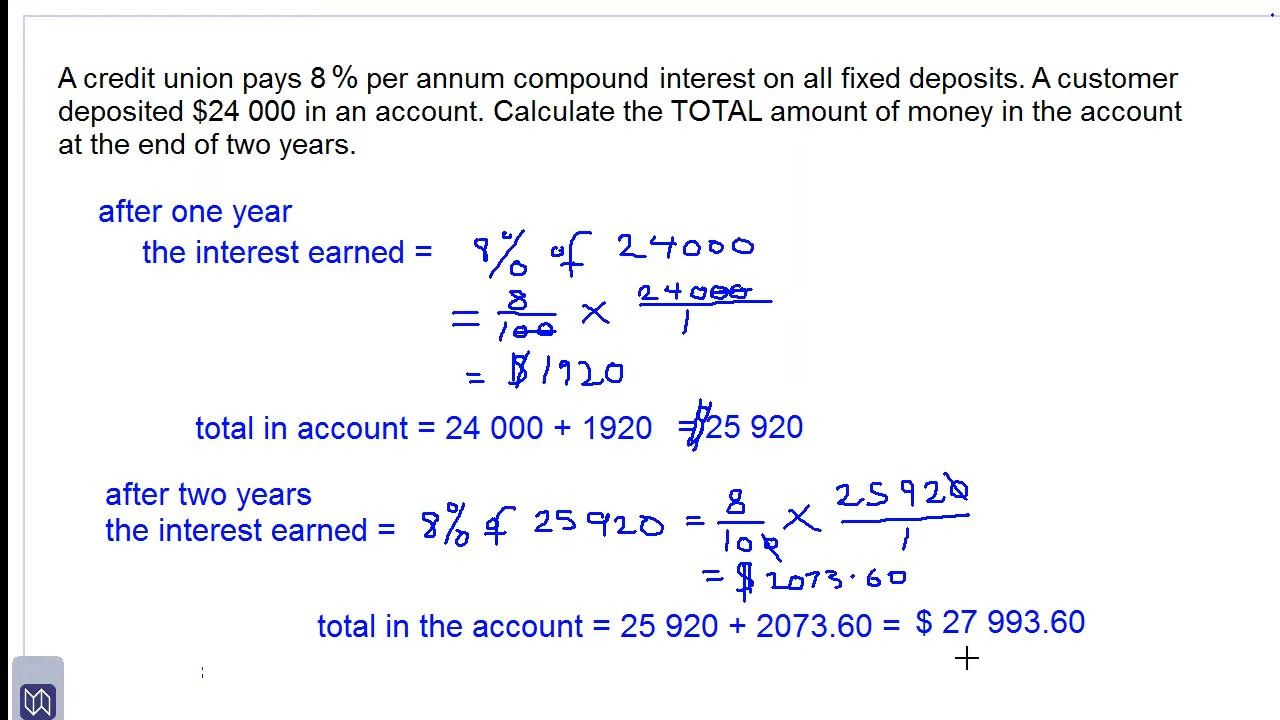 A credit union pays 8 % per annum compound interest on all fixed deposits. A customer
deposited $24 000 in an account. Calculate the TOTAL amount of money in the account
at the end of two years.
after one year
the interest earned = 8% of 24000
= 8/100 × 24000/1
= $1920
total in account = 24 000 + 1920 = $25 920
after two years
the interest earned = 8% of 25920 = 8/100 × 25920/1
= $2073.60
total in the account = 25 920 + 2073.60 = $ 27 993.60